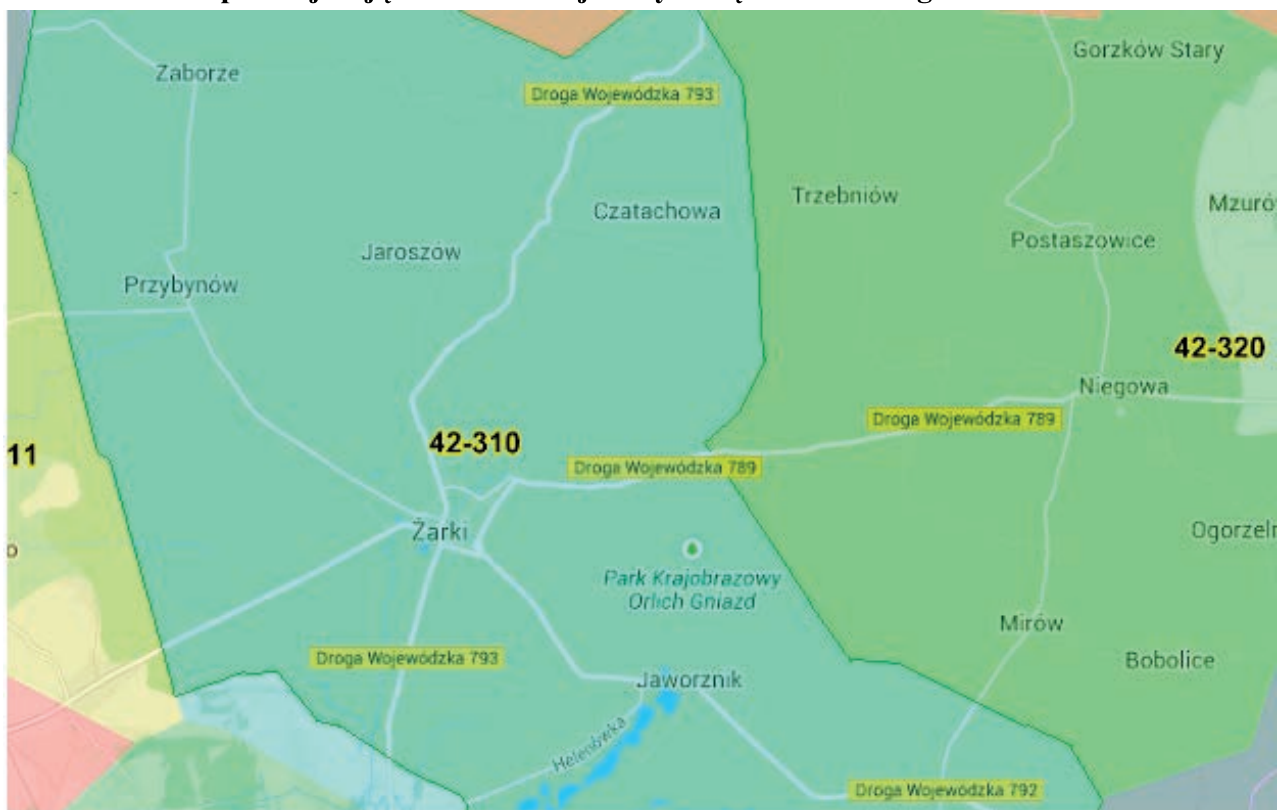 Gorzków Stary
Zaborze
Droga Wojewódzka 793
Trzebniów
Mzurów
Czatachowa
Postaszowice
Jaroszów
Przybynów
42-320
Niegowa
Droga Wojewódzka 789
42-310
11
Droga Wojewódzka 789
Żarki
Ogorzeln
o
Park Krajobrazowy
Orlich Gniazd
Mirów
Droga Wojewódzka 793
Bobolice
Jaworznik
Helenówka
Droga Wojewódzka 792